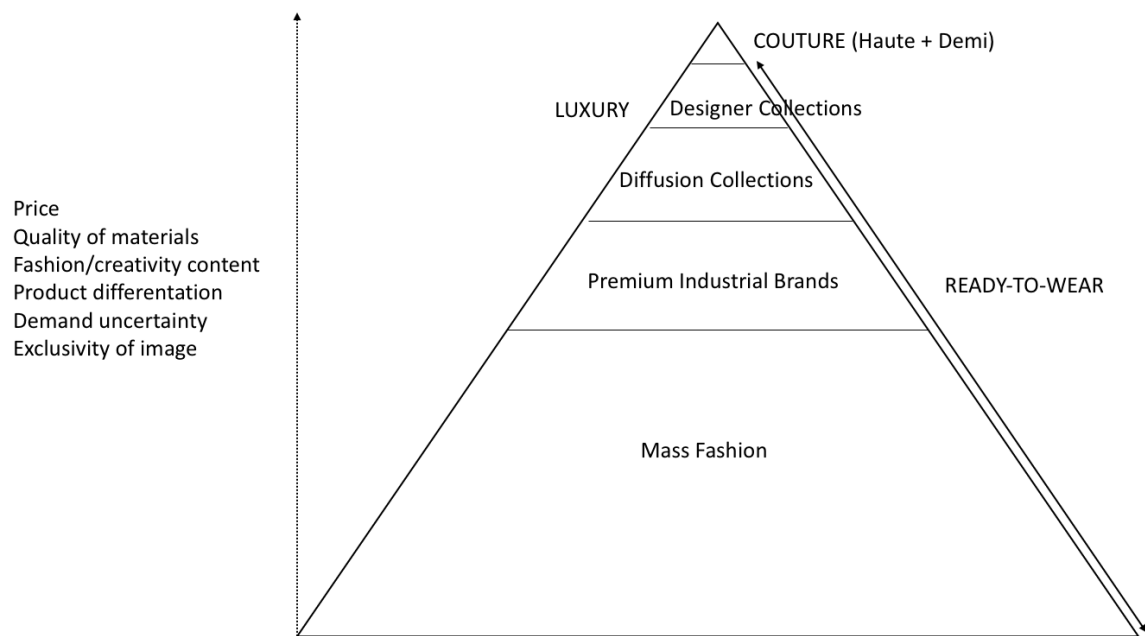 COUTURE (Haute + Demi)
LUXURY
Designer Collections
Diffusion Collections
Price
Quality of materials
Fashion/creativity content
Product differentation
Demand uncertainty
Exclusivity of image
Premium Industrial Brands
READY-TO-WEAR
Mass Fashion